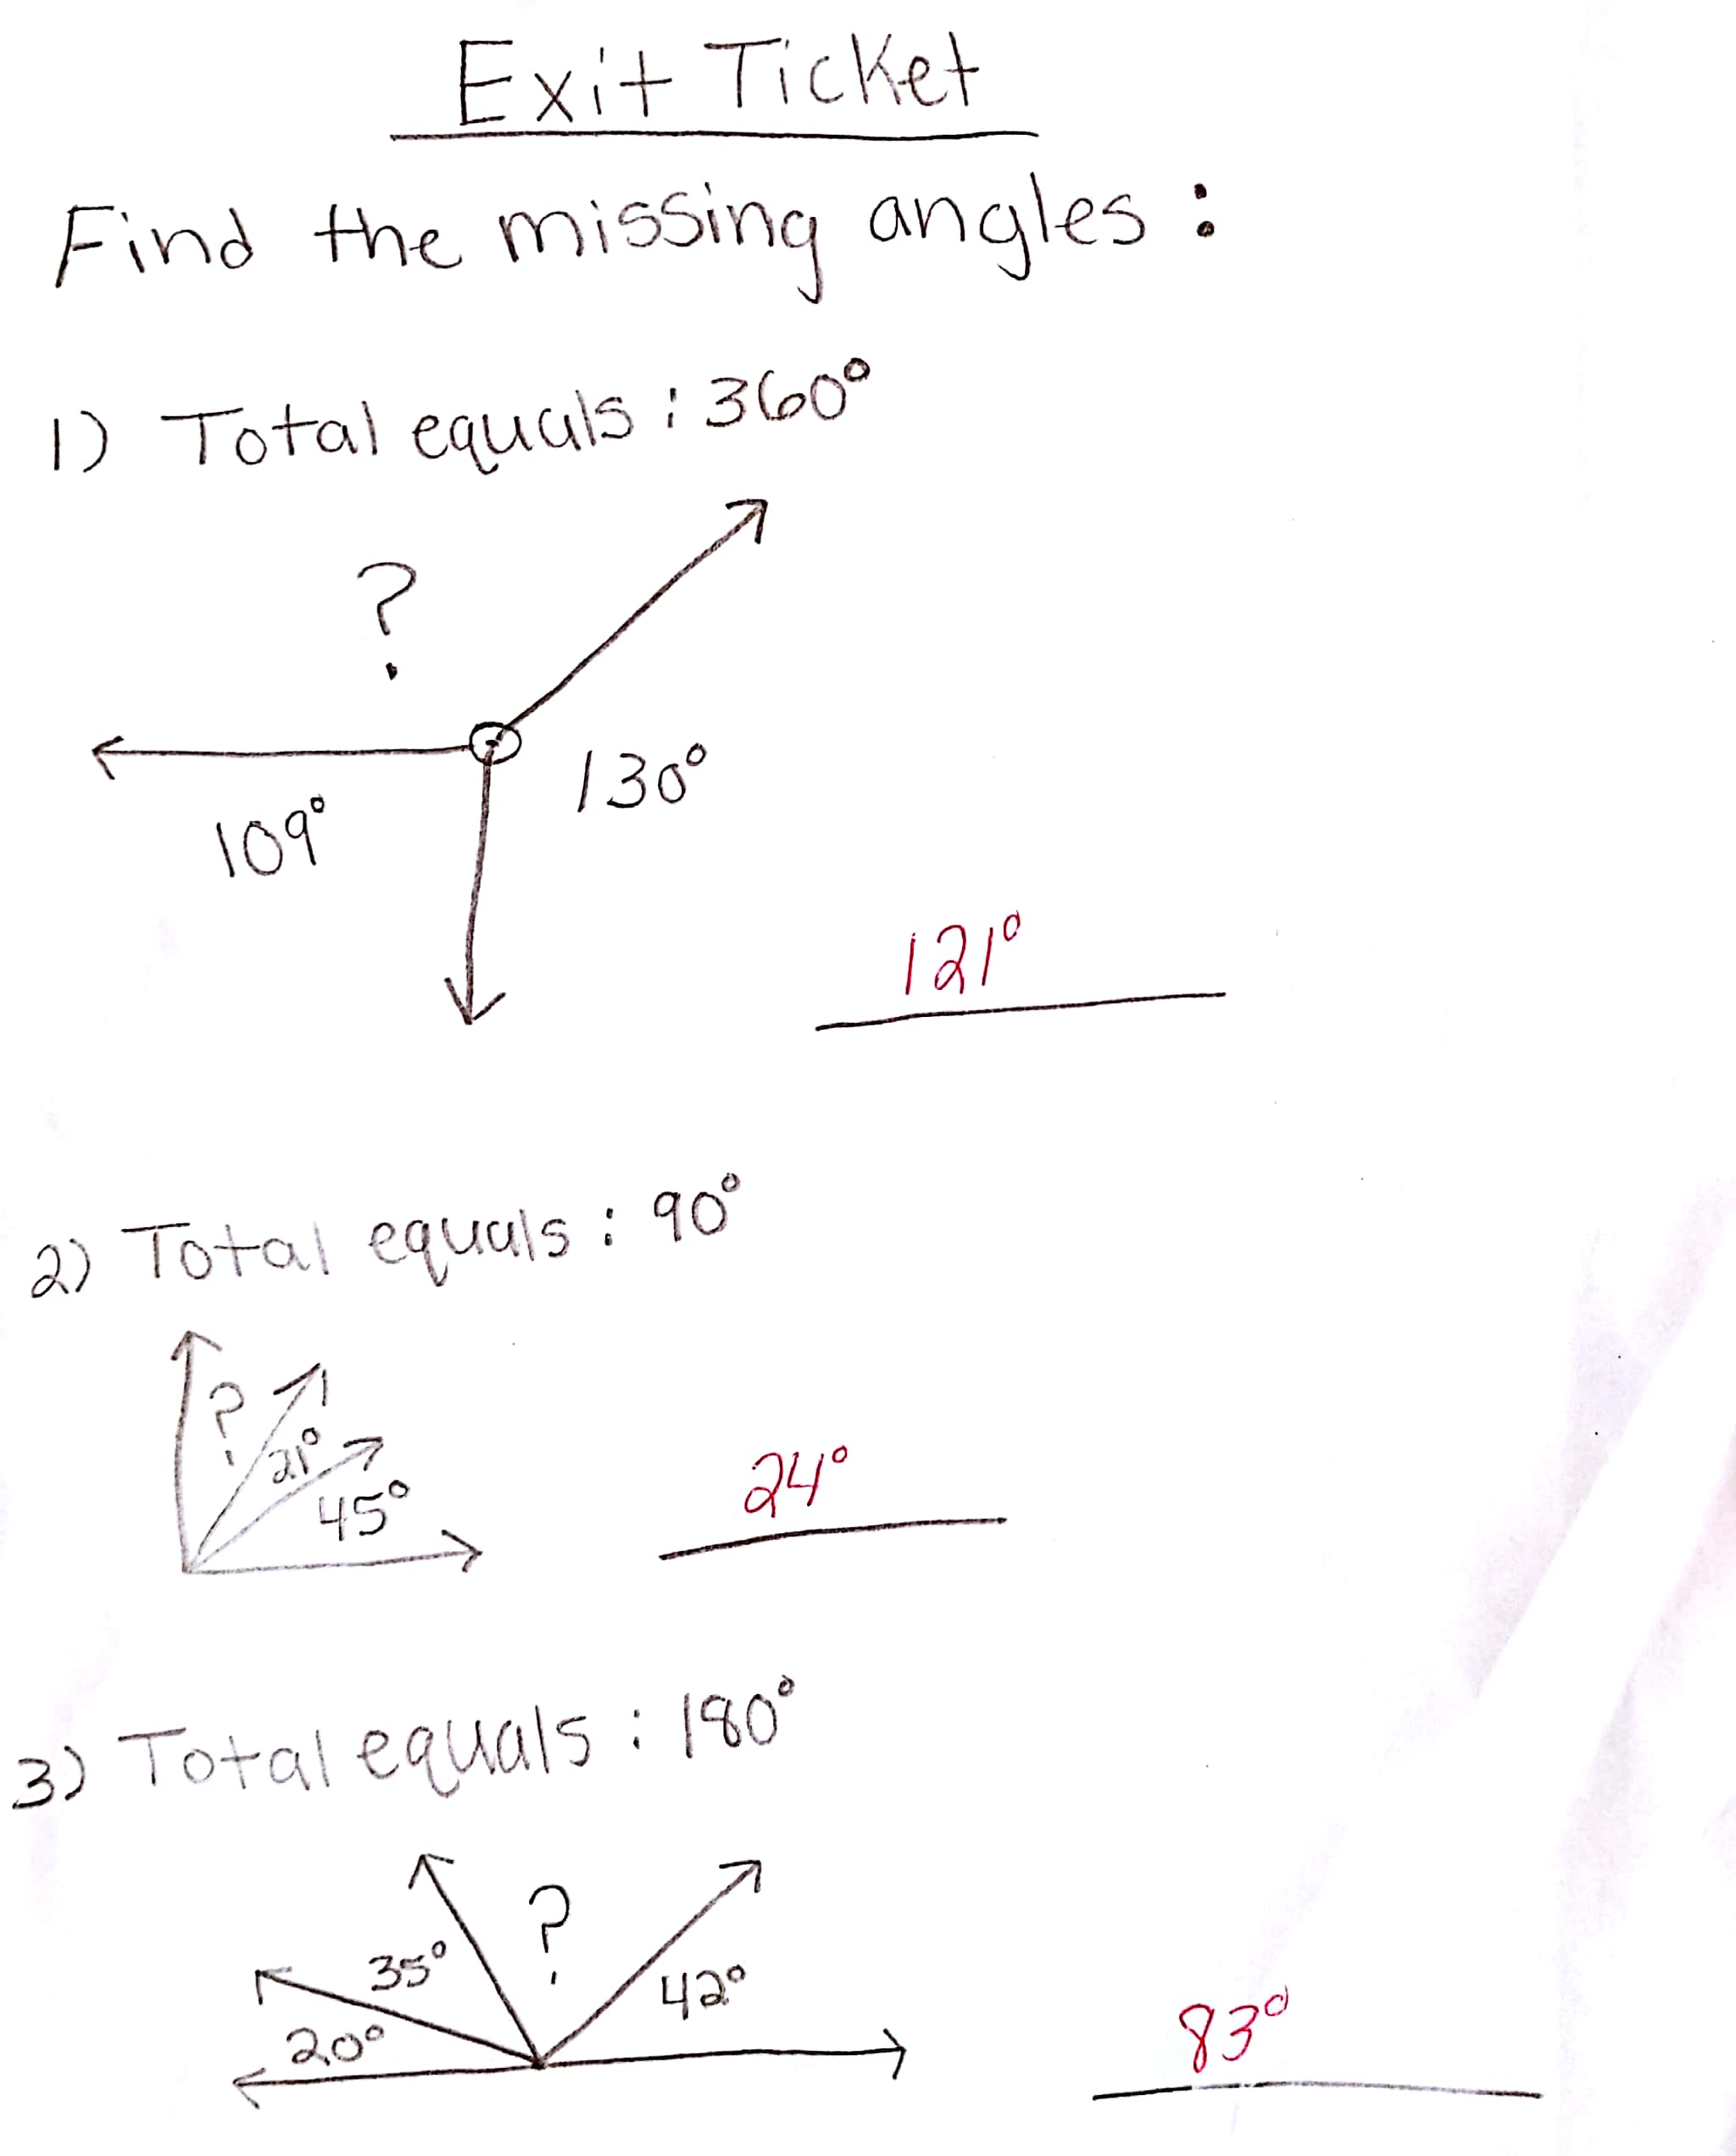 Exit Ticket
Find the missing angles:
1) Total equals: 360°
?
130°
109°
121°
2) Total equals: 90°
?
21°
45°
24°
3) Total equals: 180°
?
35°
42°
20°
83°